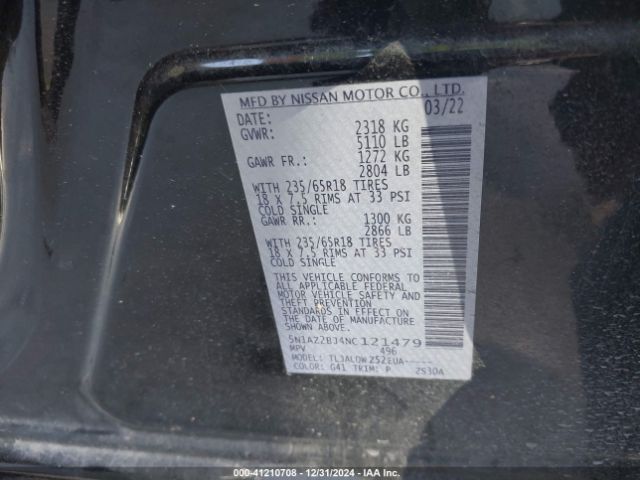 MFD BY NISSAN MOTOR CO., LTD.
DATE: 03/22
GVWR: 2318 KG
5110 LB
GAWR FR.: 1272 KG
2804 LB
WITH 235/65R18 TIRES
18 X 7.5 RIMS AT 33 PSI
COLD SINGLE
GAWR RR.: 1300 KG
2866 LB
WITH 235/65R18 TIRES
18 X 7.5 RIMS AT 33 PSI
COLD SINGLE
THIS VEHICLE CONFORMS TO
ALL APPLICABLE FEDERAL
MOTOR VEHICLE SAFETY AND
THEFT PREVENTION
STANDARDS IN EFFECT ON
THE DATE OF MANUFACTURE
SHOWN ABOVE.
5N1AZ2BJ4NC121479
MPV 496
MODEL: TLJALDWZS2EUA-----
COLOR: G41 TRIM: P ZS30A
000-41210708 - 12/31/2024 - IAA Inc.